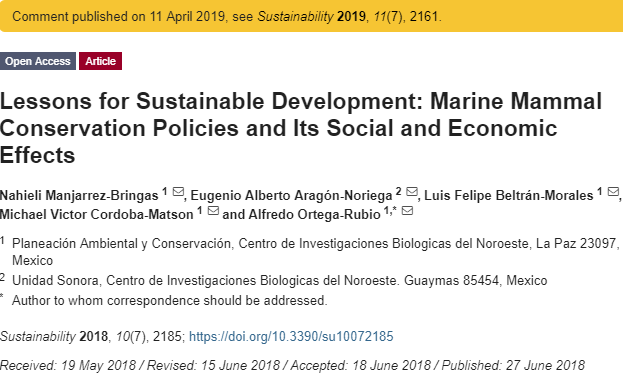 Comment published on 11 April 2019, see Sustainability 2019, 11(7), 2161.
Open Access Article
Lessons for Sustainable Development: Marine Mammal
Conservation Policies and Its Social and Economic
Effects
Nahieli Manjarrez-Bringas 1, Eugenio Alberto Aragón-Noriega 2, Luis Felipe Beltrán-Morales 1,
Michael Victor Cordoba-Matson 1 and Alfredo Ortega-Rubio 1,*
1 Planeación Ambiental y Conservación, Centro de Investigaciones Biologicas del Noroeste, La Paz 23097,
Mexico
2 Unidad Sonora, Centro de Investigaciones Biologicas del Noroeste. Guaymas 85454, Mexico
* Author to whom correspondence should be addressed.
Sustainability 2018, 10(7), 2185; https://doi.org/10.3390/su10072185
Received: 19 May 2018 / Revised: 15 June 2018 / Accepted: 18 June 2018 / Published: 27 June 2018